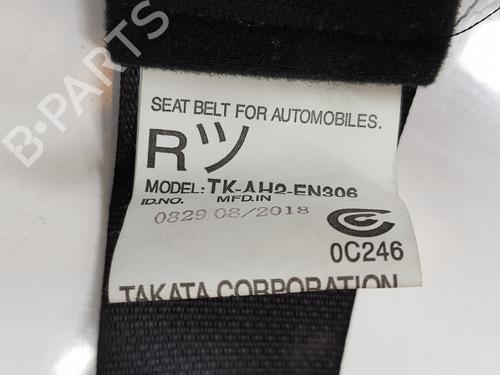 B-PARTS
SEAT BELT FOR AUTOMOBILES.
Rツ
MODEL: TK-AH2-EN306
ID.NO. MFD.IN
0829 08/2018
0C246
TAKATA CORPORATION